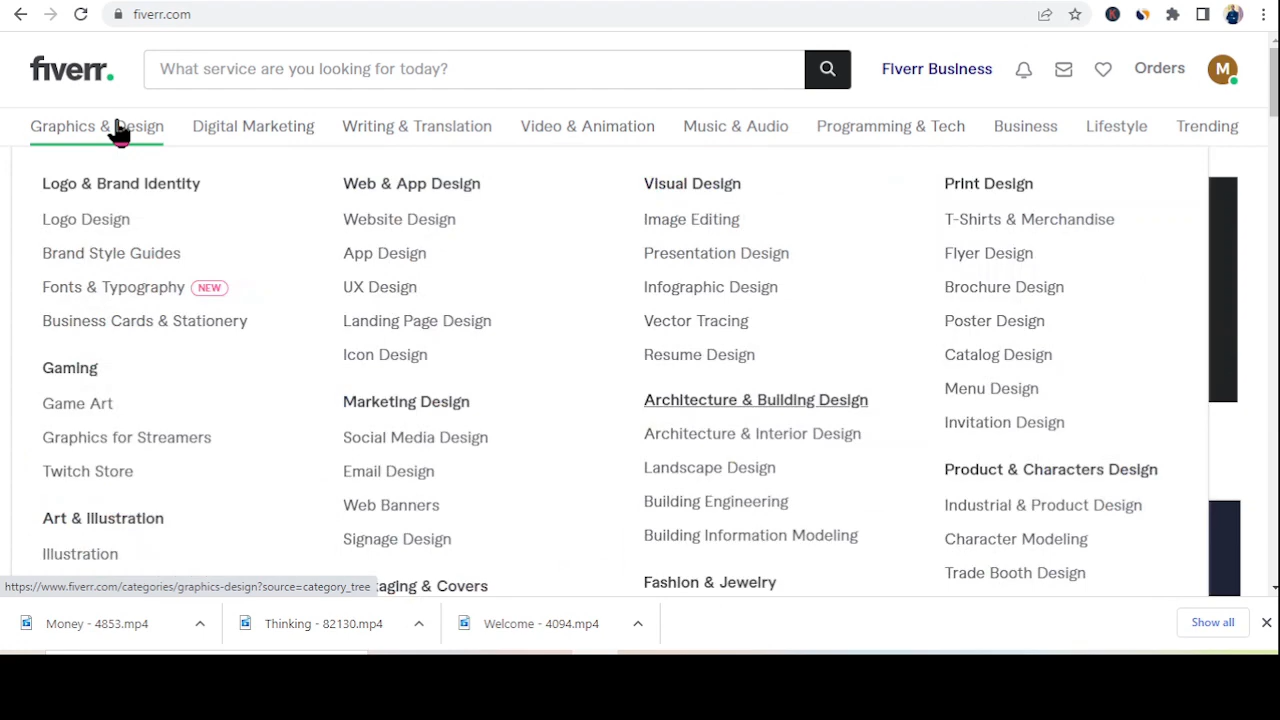 fiverr.com
fiverr.
What service are you looking for today?
Fiverr Business
Orders
M
Graphics & Design
Digital Marketing
Writing & Translation
Video & Animation
Music & Audio
Programming & Tech
Business
Lifestyle
Trending
Logo & Brand Identity
Logo Design
Brand Style Guides
Fonts & Typography NEW
Business Cards & Stationery
Gaming
Game Art
Graphics for Streamers
Twitch Store
Art & Illustration
Illustration
Web & App Design
Website Design
App Design
UX Design
Landing Page Design
Icon Design
Marketing Design
Social Media Design
Email Design
Web Banners
Signage Design
aging & Covers
Visual Design
Image Editing
Presentation Design
Infographic Design
Vector Tracing
Resume Design
Architecture & Building Design
Architecture & Interior Design
Landscape Design
Building Engineering
Building Information Modeling
Fashion & Jewelry
Print Design
T-Shirts & Merchandise
Flyer Design
Brochure Design
Poster Design
Catalog Design
Menu Design
Invitation Design
Product & Characters Design
Industrial & Product Design
Character Modeling
Trade Booth Design
https://www.fiverr.com/categories/graphics-design?source=category_tree
Money - 4853.mp4
Thinking - 82130.mp4
Welcome - 4094.mp4
Show all